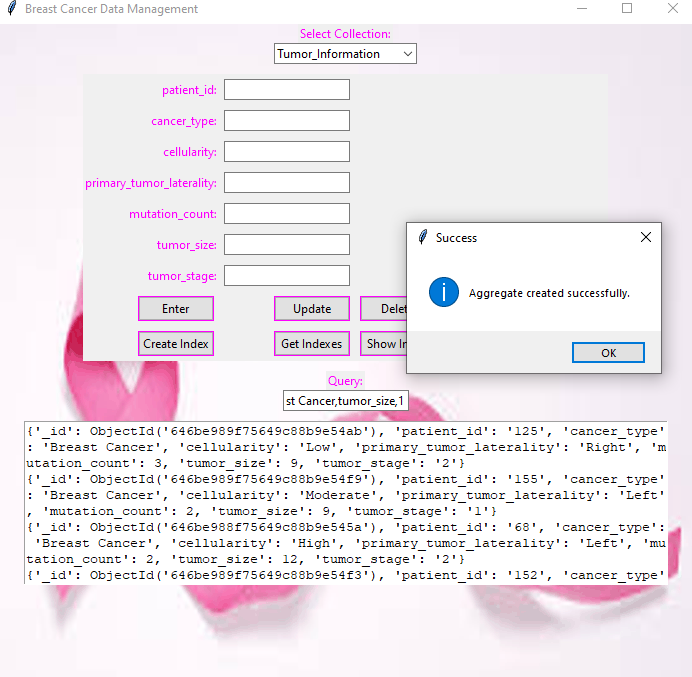 Breast Cancer Data Management
Select Collection:
Tumor_Information
patient_id:
cancer_type:
cellularity:
primary_tumor_laterality:
mutation_count:
tumor_size:
tumor_stage:
Success
Aggregate created successfully.
OK
Enter Update Delet
Create Index Get Indexes Show In
Query:
st Cancer,tumor_size,1
{'_id': ObjectId('646be989f75649c88b9e54ab'), 'patient_id': '125', 'cancer_type'
: 'Breast Cancer', 'cellularity': 'Low', 'primary_tumor_laterality': 'Right', 'm
utation_count': 3, 'tumor_size': 9, 'tumor_stage': '2'}
{'_id': ObjectId('646be989f75649c88b9e54f9'), 'patient_id': '155', 'cancer_type'
: 'Breast Cancer', 'cellularity': 'Moderate', 'primary_tumor_laterality': 'Left'
, 'mutation_count': 2, 'tumor_size': 9, 'tumor_stage': '1'}
{'_id': ObjectId('646be988f75649c88b9e545a'), 'patient_id': '68', 'cancer_type':
'Breast Cancer', 'cellularity': 'High', 'primary_tumor_laterality': 'Left', 'mu
tation_count': 2, 'tumor_size': 12, 'tumor_stage': '2'}
{'_id': ObjectId('646be989f75649c88b9e54f3'), 'patient_id': '152', 'cancer_type'